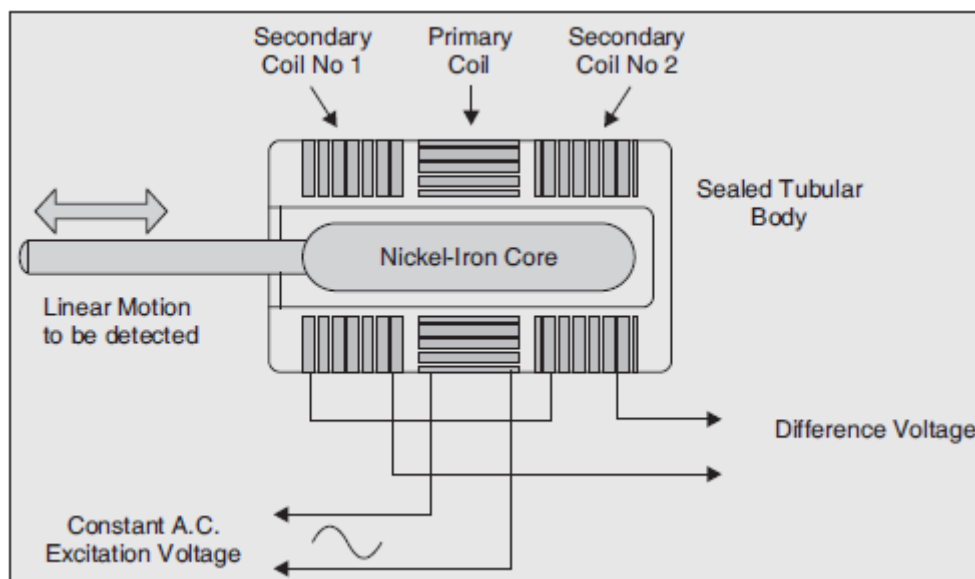 Secondary
Coil No 1
Primary
Coil
Secondary
Coil No 2
Sealed Tubular
Body
Nickel-Iron Core
Linear Motion
to be detected
Difference Voltage
Constant A.C.
Excitation Voltage